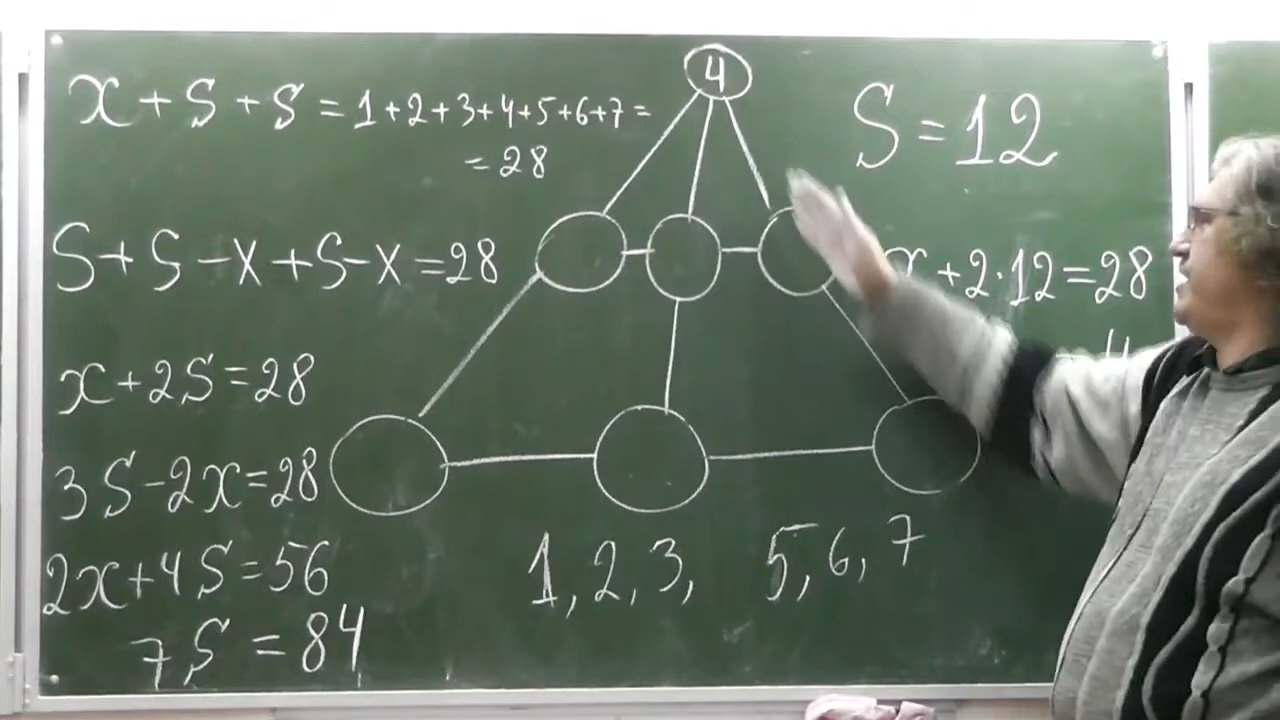 x + S + S = 1+2+3+4+5+6+7 =
= 28
S + S - x + S - x = 28
x + 2S = 28
3S - 2x = 28
2x + 4S = 56
7S = 84
4
1, 2, 3, 5, 6, 7
S = 12
x + 2·12 = 28